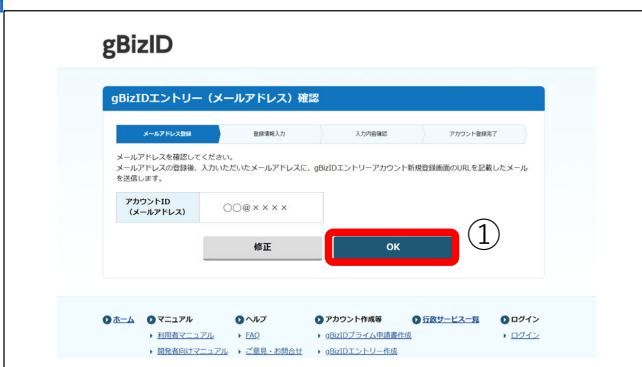 gBizID
gBizIDエントリー（メールアドレス）確認
メールアドレス登録 登録情報入力 入力内容確認 アカウント登録完了
メールアドレスを確認してください。
メールアドレスの登録後、入力いただいたメールアドレスに、gBizIDエントリーアカウント新規登録画面のURLを記載したメール
を送信します。
アカウントID
（メールアドレス）
○○@××××
修正 OK ①
ホーム マニュアル ヘルプ アカウント作成等 行政サービス一覧 ログイン
利用者マニュアル FAQ gBizIDプライム申請書作成 ログイン
開発者向けマニュアル ご意見・お問合せ gBizIDエントリー作成